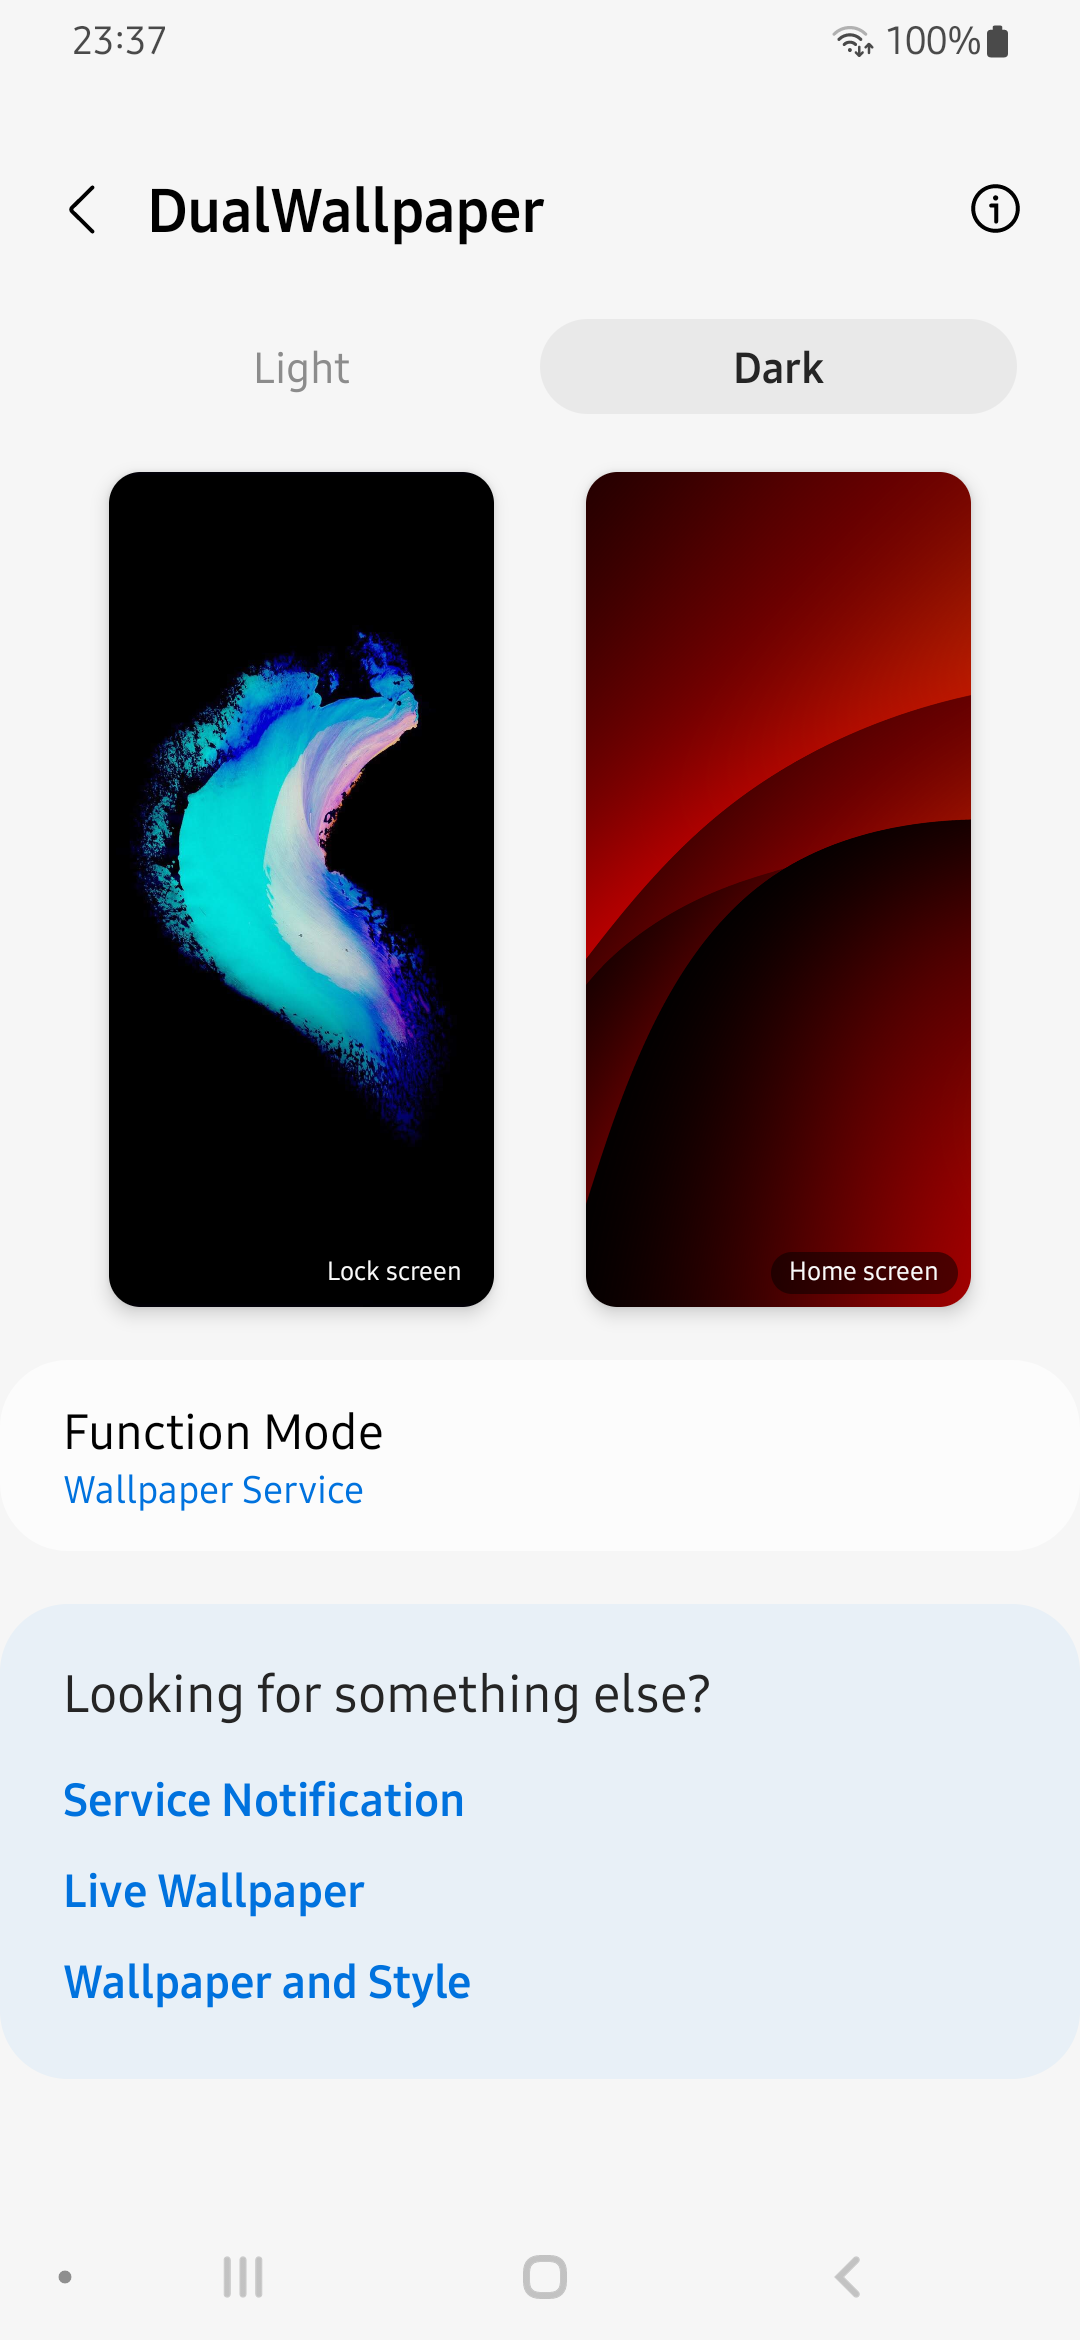 23:37
100%
DualWallpaper
Light
Dark
Lock screen
Home screen
Function Mode
Wallpaper Service
Looking for something else?
Service Notification
Live Wallpaper
Wallpaper and Style